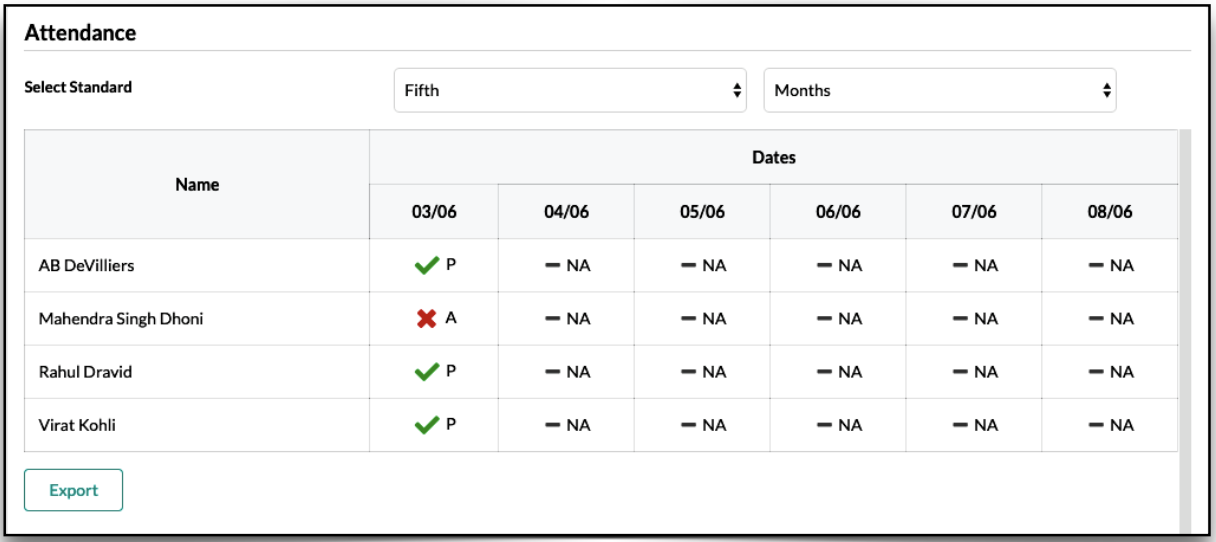 Attendance
Select Standard Fifth Months
Name Dates
03/06 04/06 05/06 06/06 07/06 08/06
AB DeVilliers P NA NA NA NA NA
Mahendra Singh Dhoni A NA NA NA NA NA
Rahul Dravid P NA NA NA NA NA
Virat Kohli P NA NA NA NA NA
Export